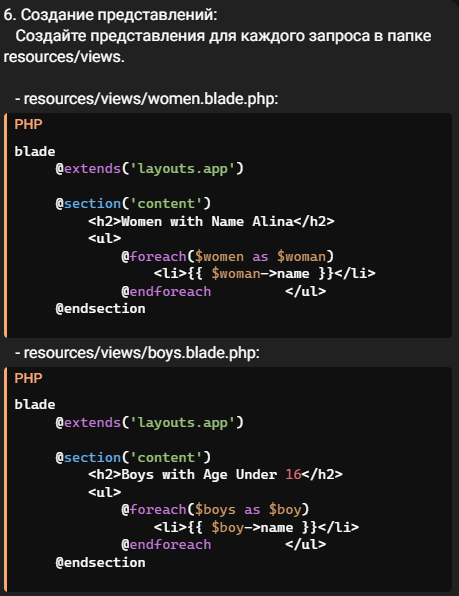 6. Создание представлений:
Создайте представления для каждого запроса в папке
resources/views.
- resources/views/women.blade.php:
PHP
blade
@extends('layouts.app')
@section('content')
<h2>Women with Name Alina</h2>
<ul>
@foreach($women as $woman)
<li>{{ $woman->name }}</li>
@endforeach </ul>
@endsection
- resources/views/boys.blade.php:
PHP
blade
@extends('layouts.app')
@section('content')
<h2>Boys with Age Under 16</h2>
<ul>
@foreach($boys as $boy)
<li>{{ $boy->name }}</li>
@endforeach </ul>
@endsection